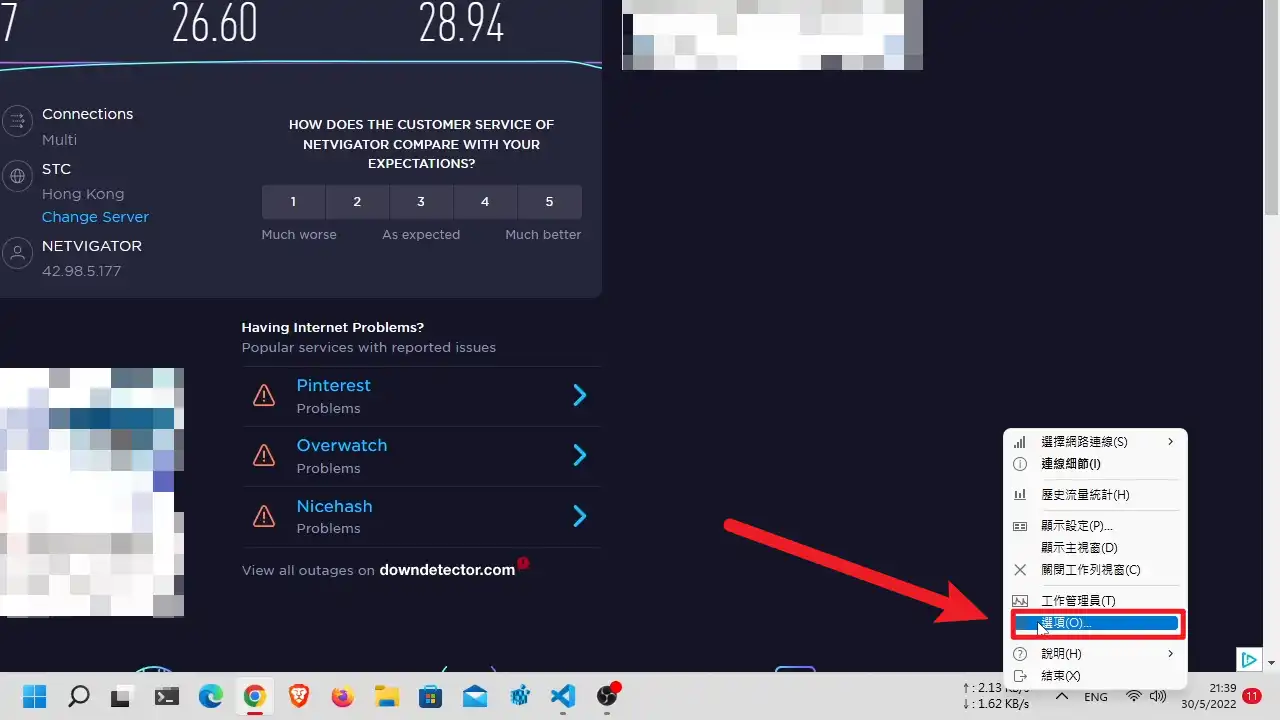 7
26.60
28.94
Connections
Multi
STC
Hong Kong
Change Server
NETVIGATOR
42.98.5.177
HOW DOES THE CUSTOMER SERVICE OF
NETVIGATOR COMPARE WITH YOUR
EXPECTATIONS?
1 2 3 4 5
Much worse As expected Much better
Having Internet Problems?
Popular services with reported issues
Pinterest
Problems
Overwatch
Problems
Nicehash
Problems
View all outages on downdetector.com
選擇網路連線(S)
連線細節(I)
歷史流量統計(H)
顯示設定(P)...
顯示主視窗(D)
關閉工作列視窗(C)
工作管理員(T)
選項(O)...
說明(H)
結束(X)
↑: 2.13 KB/s
↓: 1.62 KB/s
ENG
21:39
30/5/2022
11